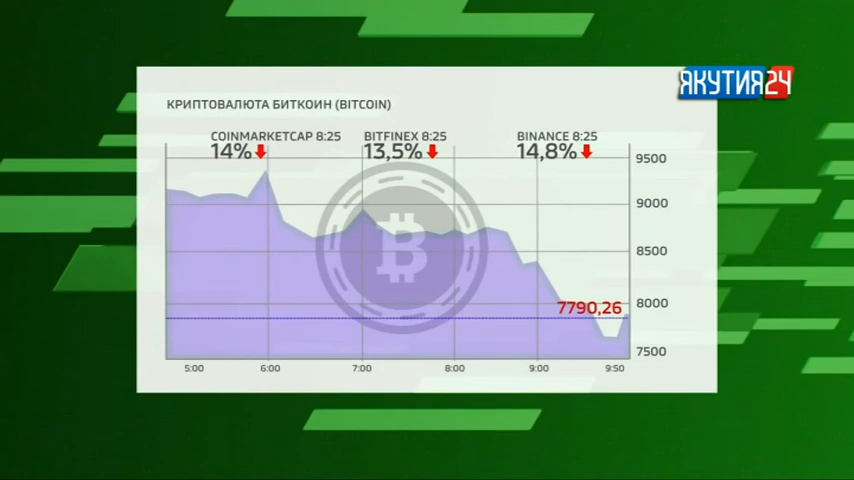 ЯКУТИЯ24
КРИПТОВАЛЮТА БИТКОИН (BITCOIN)
COINMARKETCAP 8:25 BITFINEX 8:25 BINANCE 8:25
14% 13,5% 14,8%
9500
9000
8500
8000
7790,26
7500
5:00 6:00 7:00 8:00 9:00 9:50